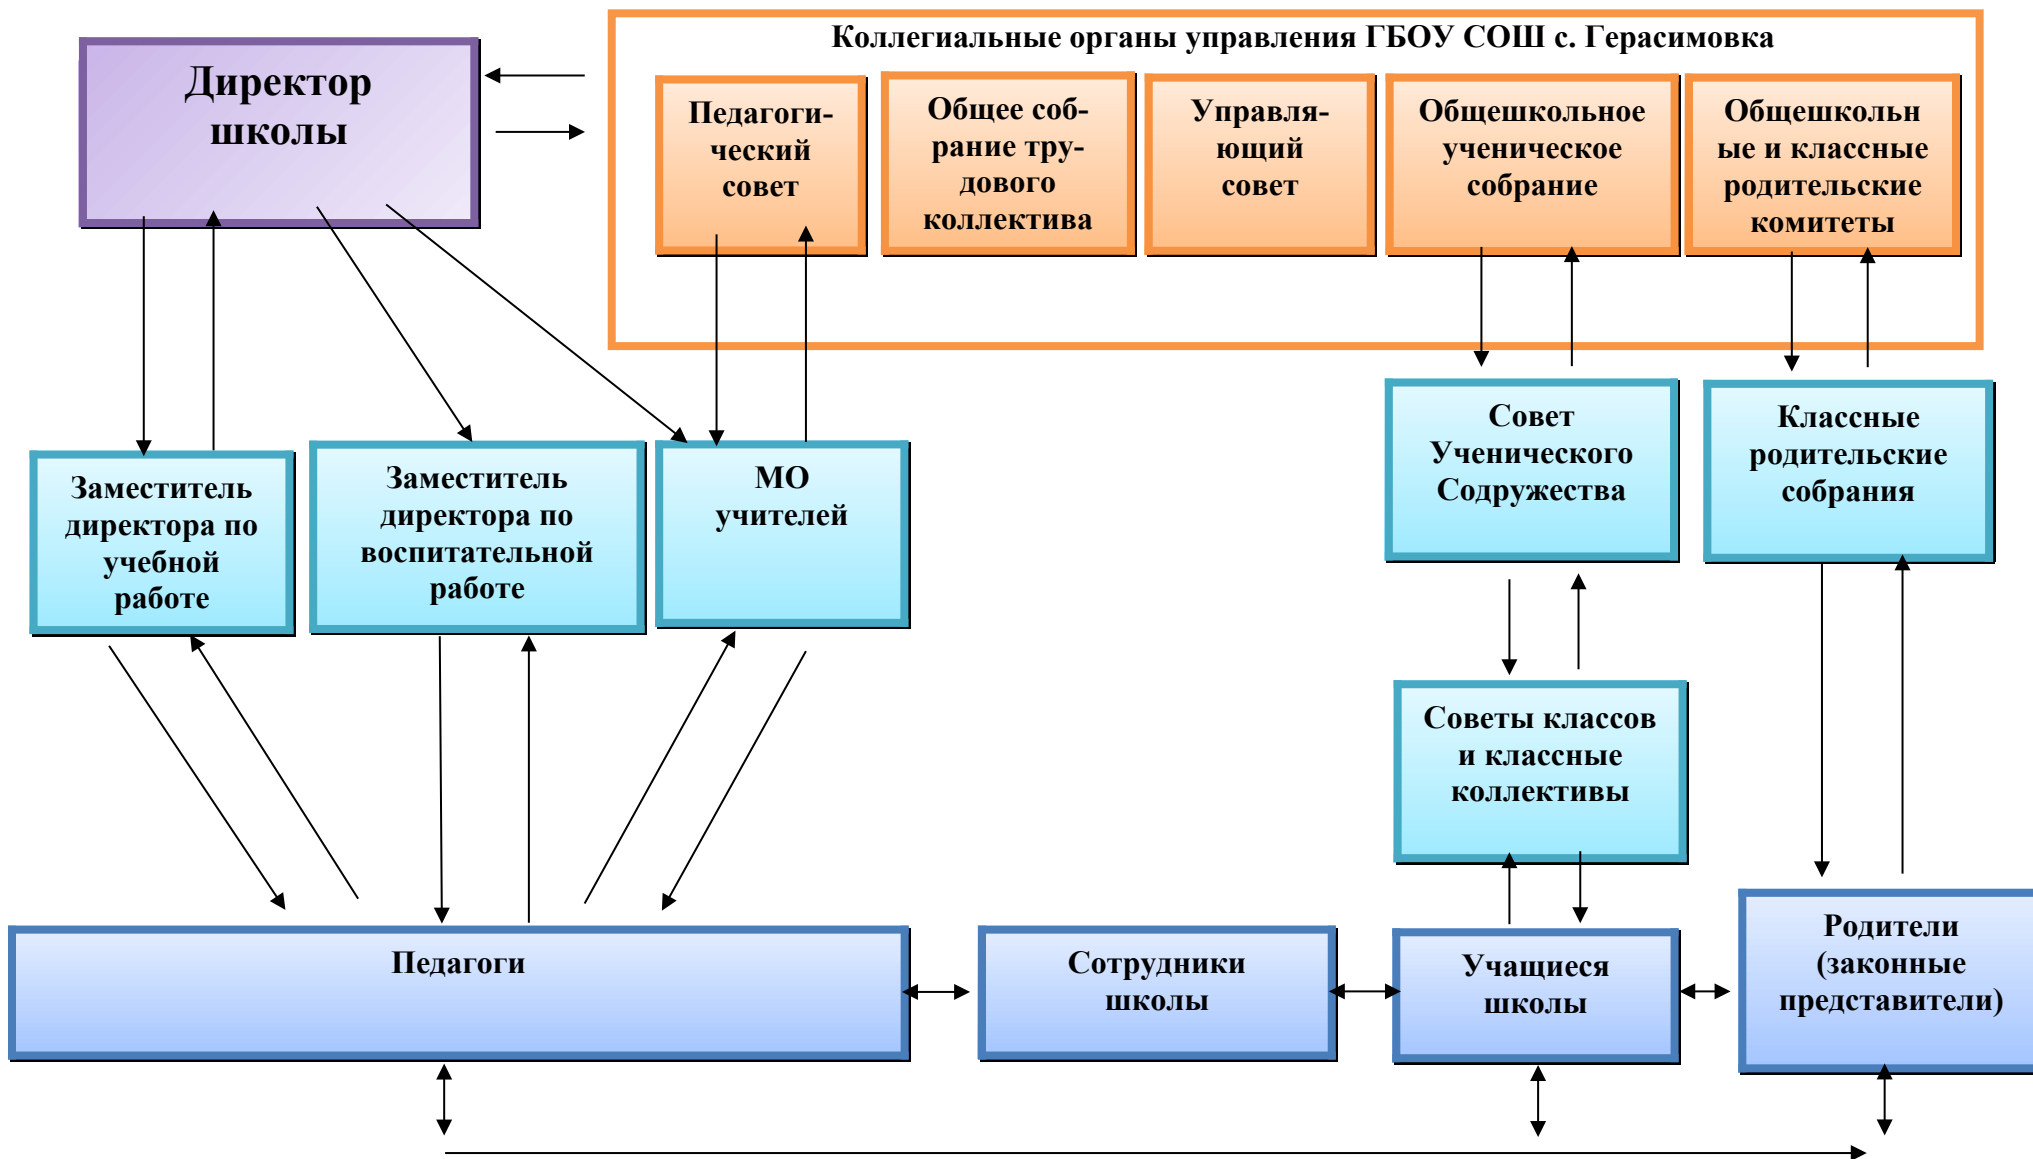 Коллегиальные органы управления ГБОУ СОШ с. Герасимовка
Директор
школы
Педагоги-
ческий
совет
Общее соб-
рание тру-
дового
коллектива
Управля-
ющий
совет
Общешкольное
ученическое
собрание
Общешкольн
ые и классные
родительские
комитеты
Заместитель
директора по
учебной
работе
Заместитель
директора по
воспитательной
работе
МО
учителей
Совет
Ученического
Содружества
Классные
родительские
собрания
Советы классов
и классные
коллективы
Педагоги
Сотрудники
школы
Учащиеся
школы
Родители
(законные
представители)